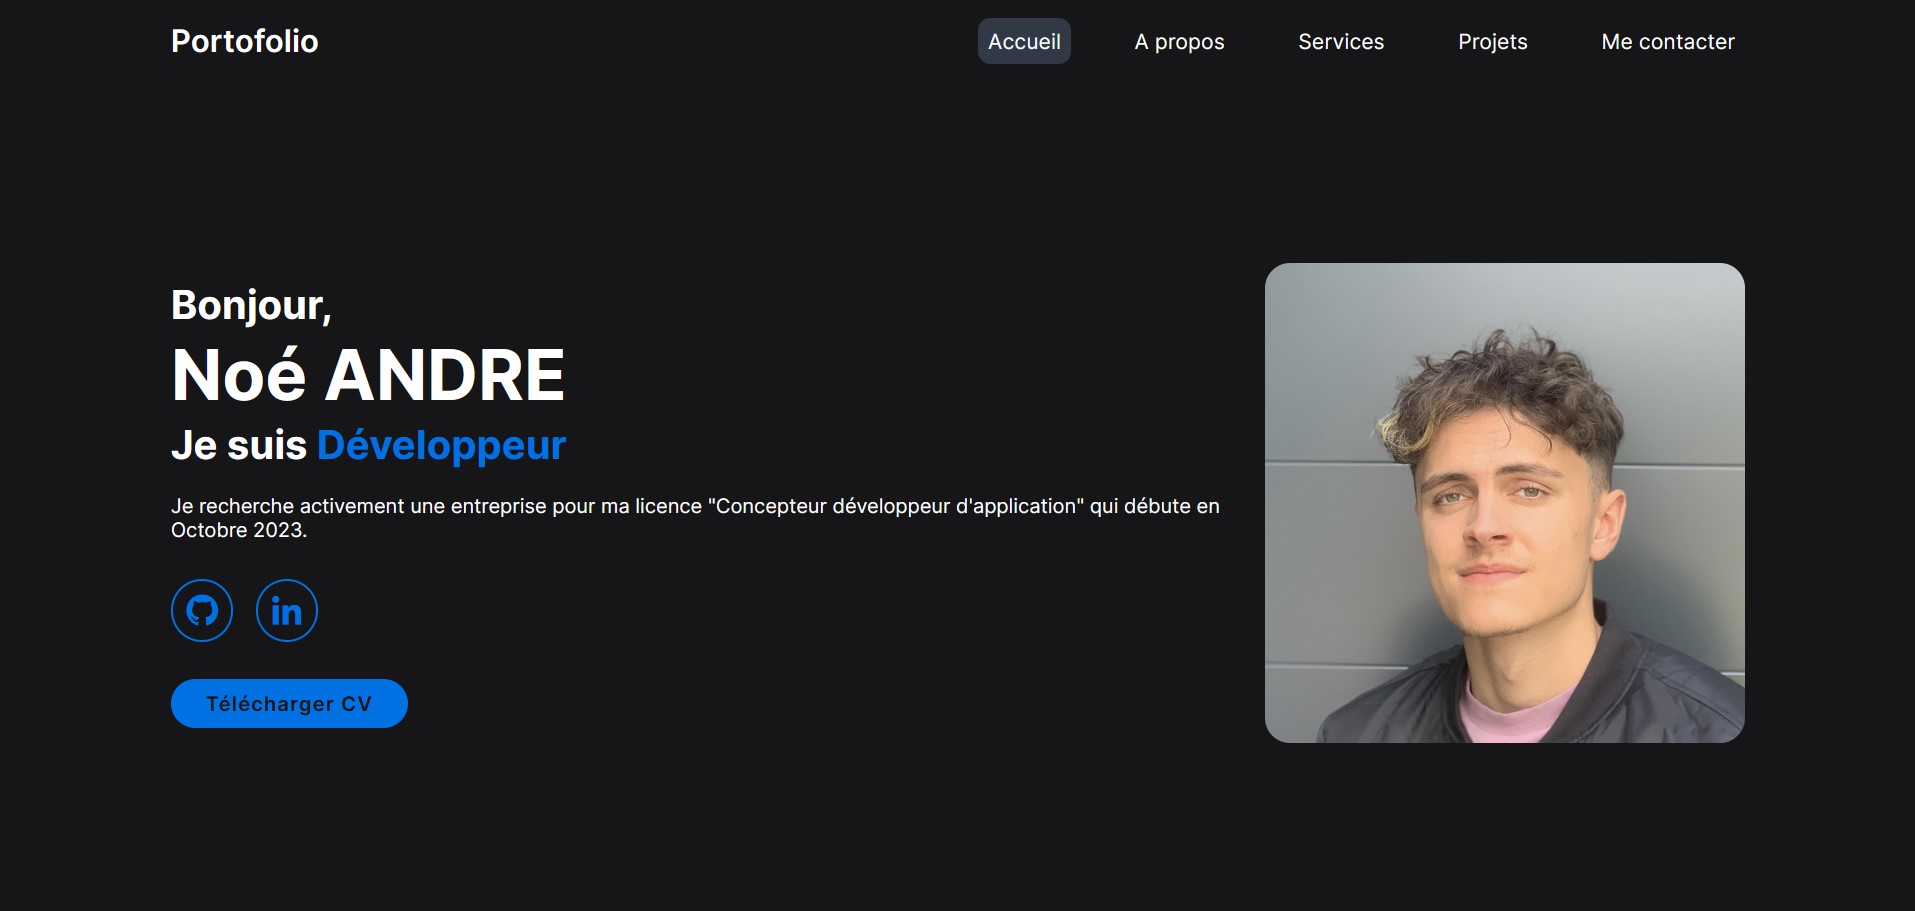 Portofolio
Accueil
A propos
Services
Projets
Me contacter
Bonjour,
Noé ANDRE
Je suis Développeur
Je recherche activement une entreprise pour ma licence "Concepteur développeur d'application" qui débute en
Octobre 2023.
in
Télécharger CV